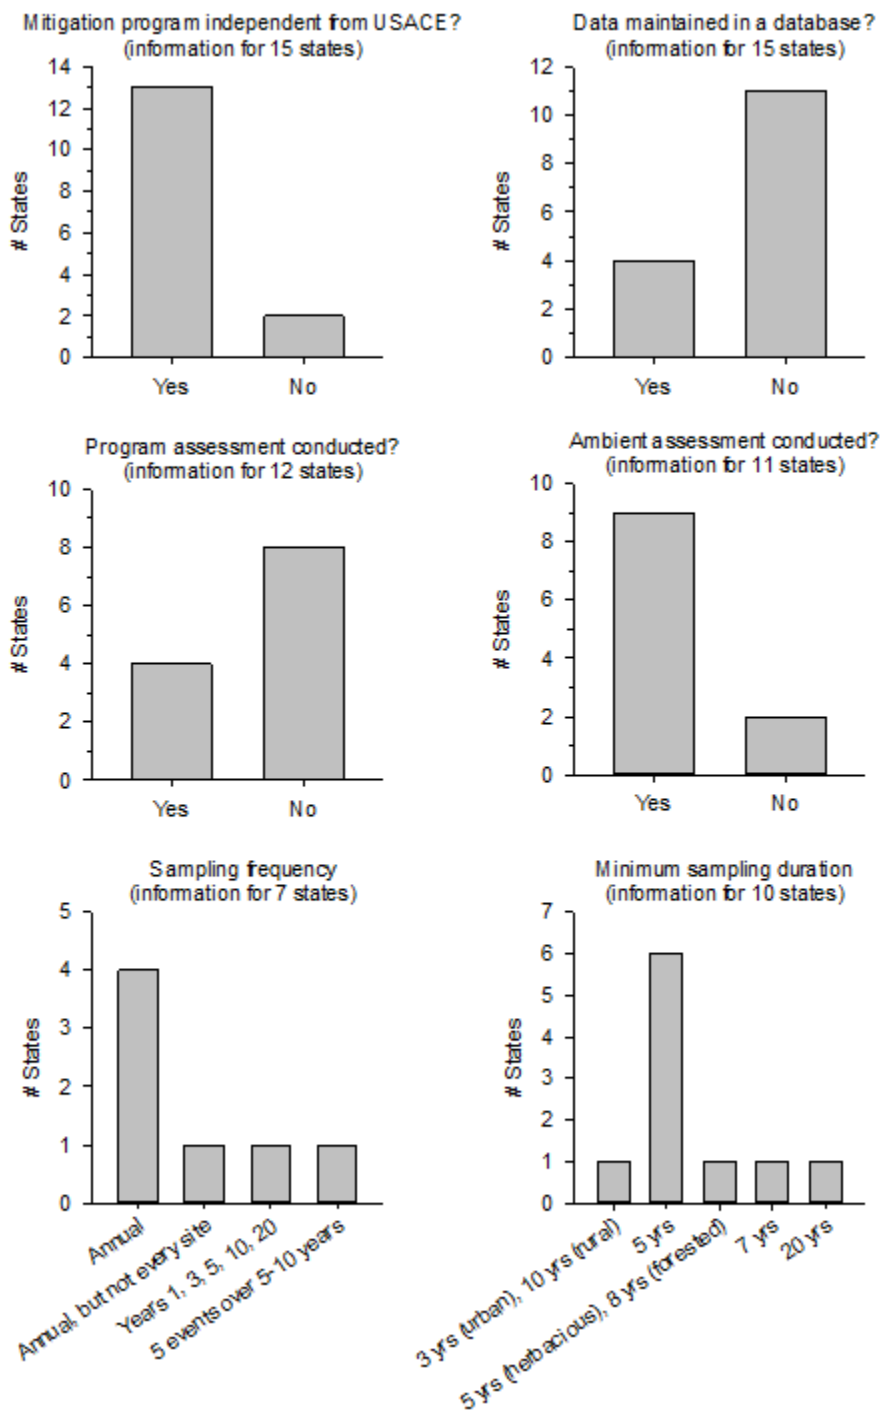 Mitigation program independent from USACE?
(information for 15 states)
14
12
10
8
6
4
2
0
# States
Yes
No
Data maintained in a database?
(information for 15 states)
12
10
8
6
4
2
0
# States
Yes
No
Program assessment conducted?
(information for 12 states)
10
8
6
4
2
0
# States
Yes
No
Ambient assessment conducted?
(information for 11 states)
10
8
6
4
2
0
# States
Yes
No
Sampling frequency
(information for 7 states)
5
4
3
2
1
0
# States
Annual
Annual, but not every site
Years 1, 3, 5, 10, 20
5 events over 5-10 years
Minimum sampling duration
(information for 10 states)
7
6
5
4
3
2
1
0
# States
3 yrs (urban), 10 yrs (rural)
5 yrs
5 yrs (herbacious), 8 yrs (forested)
7 yrs
20 yrs